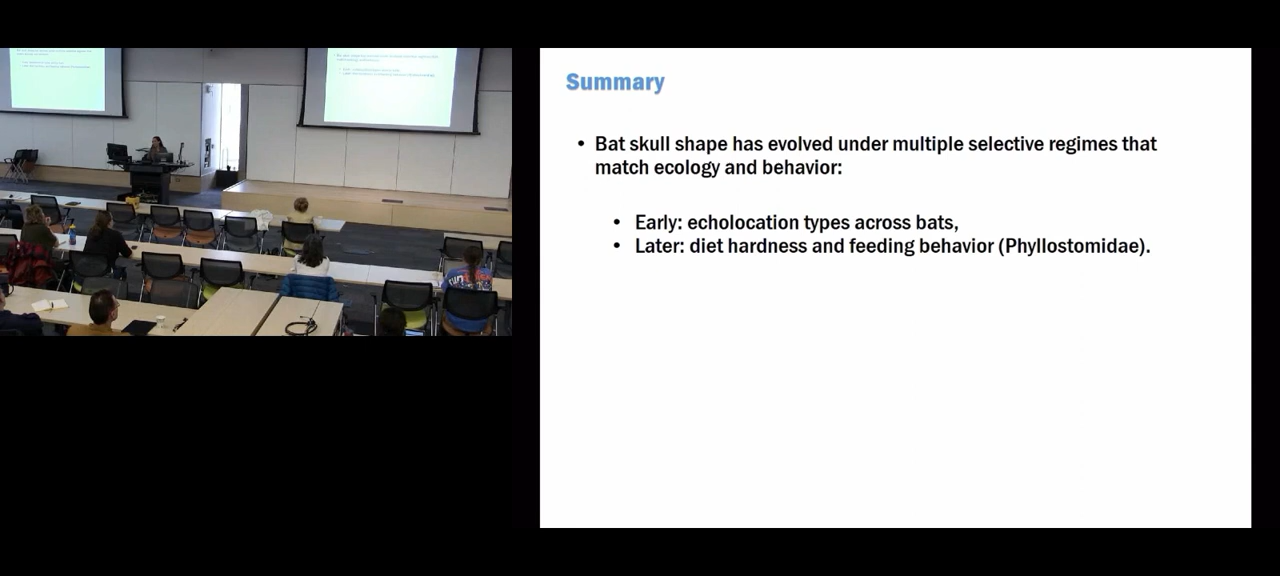 Summary
• Bat skull shape has evolved under multiple selective regimes that
match ecology and behavior:
• Early: echolocation types across bats,
• Later: diet hardness and feeding behavior (Phyllostomidae).